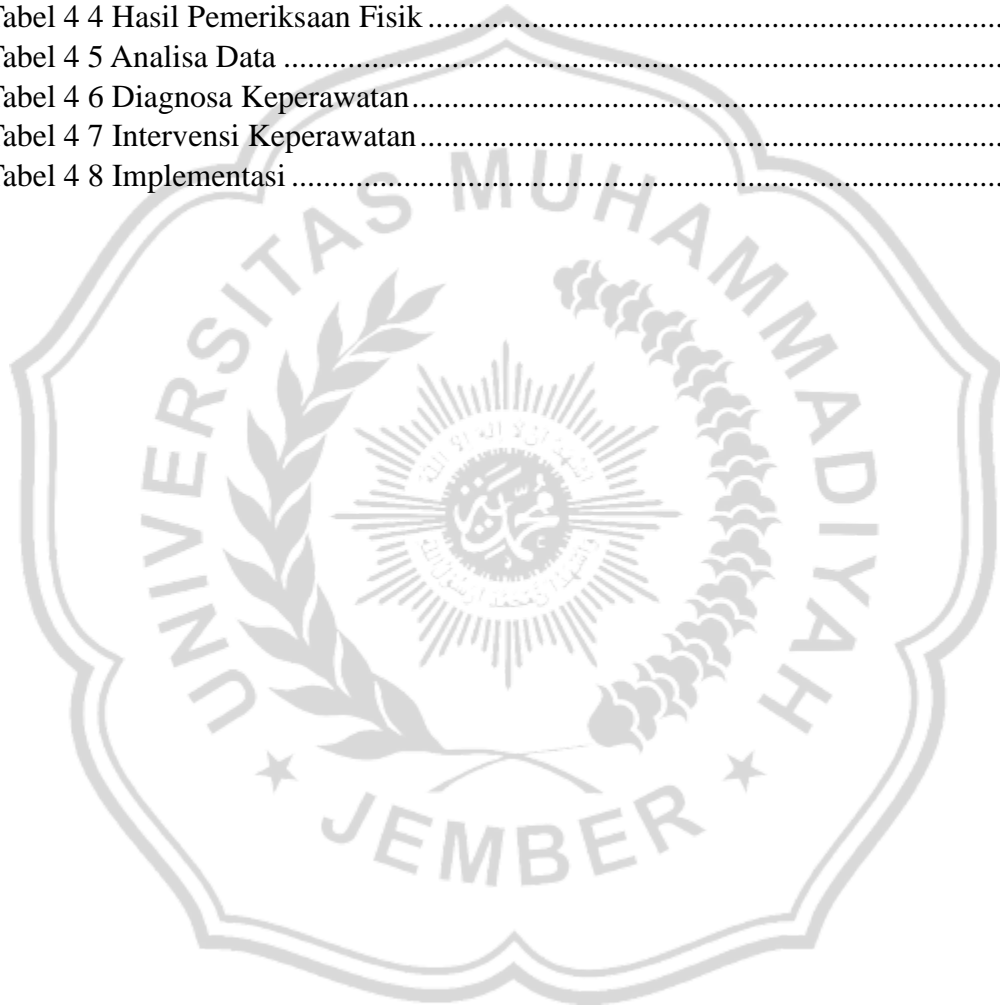 Tabel 4 4 Hasil Pemeriksaan Fisik ........................................................................
Tabel 4 5 Analisa Data ..........................................................................................
Tabel 4 6 Diagnosa Keperawatan..........................................................................
Tabel 4 7 Intervensi Keperawatan.........................................................................
Tabel 4 8 Implementasi .........................................................................................
UNIVERSITAS MUHAMMADIYAH
JEMBER